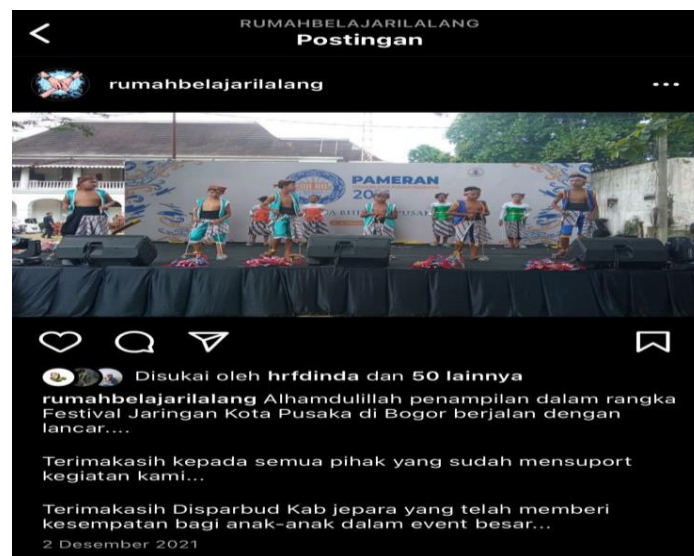 RUMAHBELAJARILALANG
Postingan
rumahbelajarilalang
PAMERAN
Disukai oleh hrfdinda dan 50 lainnya
rumahbelajarilalang Alhamdulillah penampilan dalam rangka
Festival Jaringan Kota Pusaka di Bogor berjalan dengan
lancar....
Terimakasih kepada semua pihak yang sudah mensuport
kegiatan kami...
Terimakasih Disparbud Kab jepara yang telah memberi
kesempatan bagi anak-anak dalam event besar...
2 Desember 2021